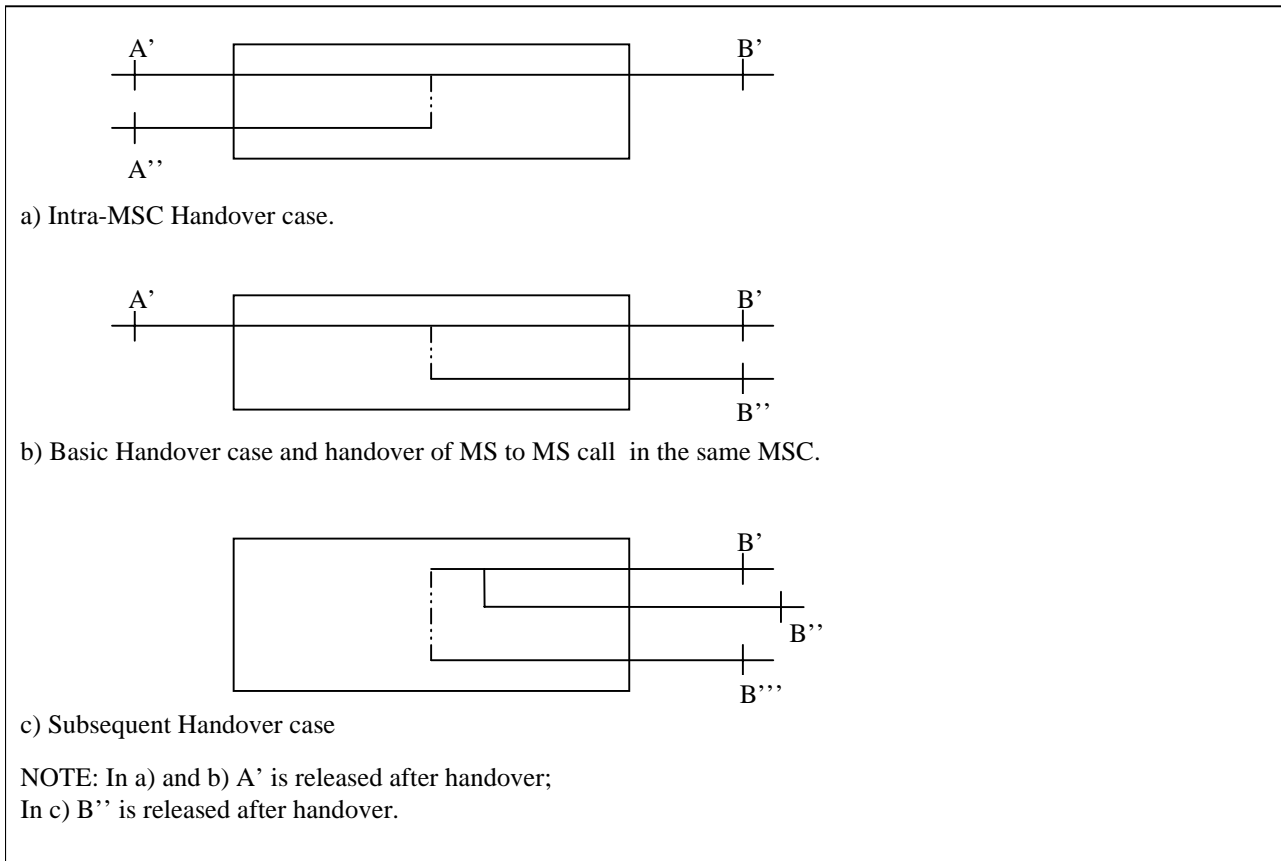 A’ B’
A’’
a) Intra-MSC Handover case.
A’ B’
B’’
b) Basic Handover case and handover of MS to MS call  in the same MSC.
B’
B’’
B’’’
c) Subsequent Handover case
NOTE: In a) and b) A’ is released after handover;
In c) B’’ is released after handover.